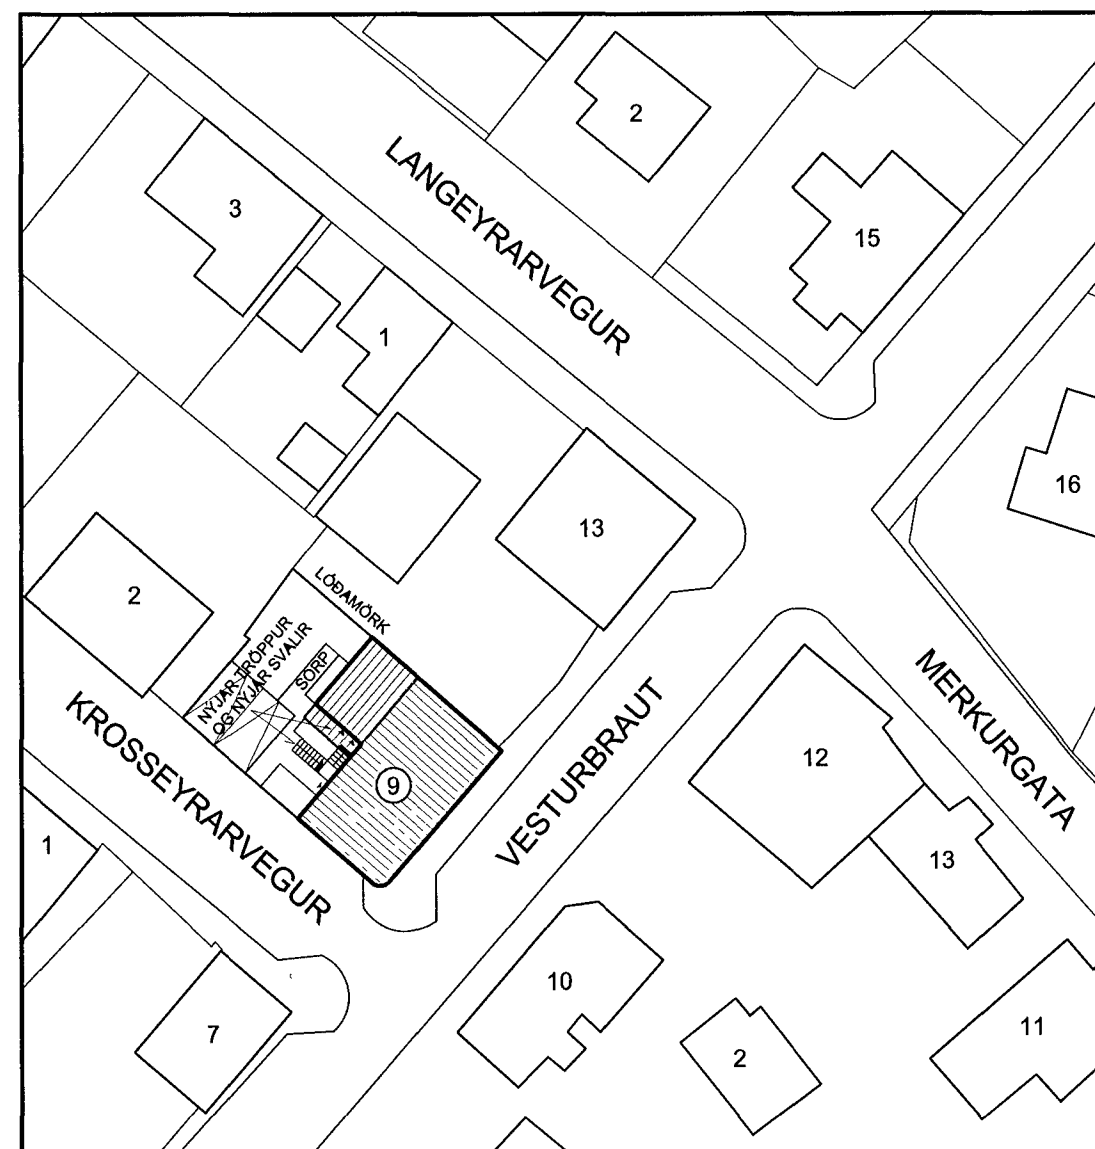 2
LANGEYRARVEGUR
3
15
1
16
13
LÓÐAMÖRK
2
NÝJAR TRÖPPUR
OG NÝJAR SVALIR
SORP
MERKURGATA
KROSSEYRARVEGUR
VESTURBRAUT
9
12
1
13
10
7
11
2